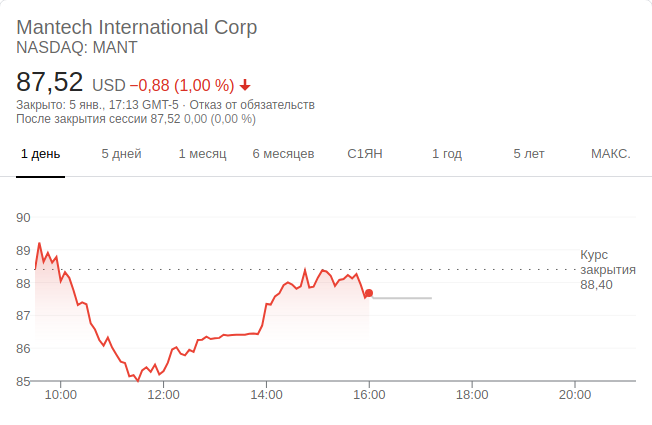 Mantech International Corp
NASDAQ: MANT
87,52 USD −0,88 (1,00 %)
Закрыто: 5 янв., 17:13 GMT-5 · Отказ от обязательств
После закрытия сессии 87,52 0,00 (0,00 %)
1 день 5 дней 1 месяц 6 месяцев С1ЯН 1 год 5 лет МАКС.
90
89
88
87
86
85
Курс
закрытия
88,40
10:00 12:00 14:00 16:00 18:00 20:00